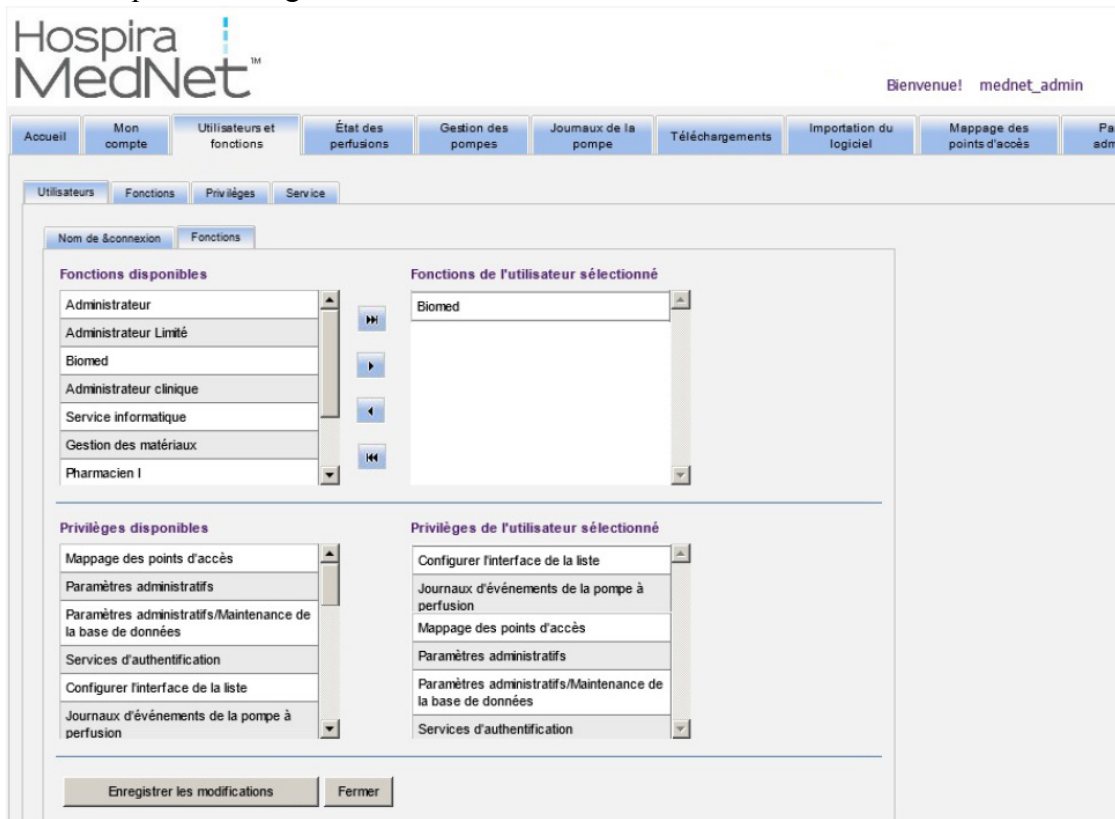 Hospira
MedNet™
Bienvenue! mednet_admin
Accueil
Mon
compte
Utilisateurs et
fonctions
État des
perfusions
Gestion des
pompes
Journaux de la
pompe
Téléchargements
Importation du
logiciel
Mappage des
points d'accès
Pa
adm
Utilisateurs
Fonctions
Privilèges
Service
Nom de &connexion
Fonctions
Fonctions disponibles
Administrateur
Administrateur Limité
Biomed
Administrateur clinique
Service informatique
Gestion des matériaux
Pharmacien I
Fonctions de l'utilisateur sélectionné
Biomed
Privilèges disponibles
Mappage des points d'accès
Paramètres administratifs
Paramètres administratifs/Maintenance de
la base de données
Services d'authentification
Configurer l'interface de la liste
Journaux d'événements de la pompe à
perfusion
Privilèges de l'utilisateur sélectionné
Configurer l'interface de la liste
Journaux d'événements de la pompe à
perfusion
Mappage des points d'accès
Paramètres administratifs
Paramètres administratifs/Maintenance de
la base de données
Services d'authentification
Enregistrer les modifications
Fermer